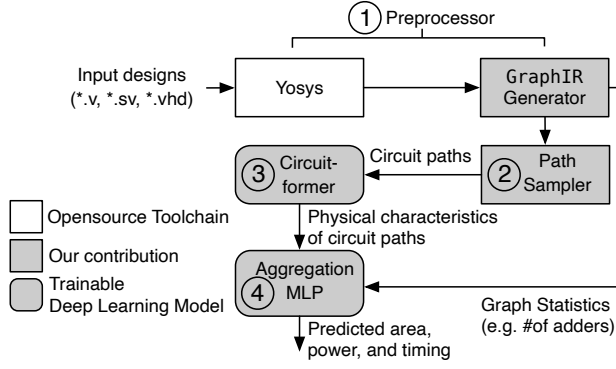 1 Preprocessor
Input designs
(*.v, *.sv, *.vhd)
Yosys
GraphIR
Generator
3 Circuit-
former
Circuit paths
2 Path
Sampler
Opensource Toolchain
Our contribution
Trainable
Deep Learning Model
Physical characteristics
of circuit paths
Aggregation
4 MLP
Graph Statistics
(e.g. #of adders)
Predicted area,
power, and timing